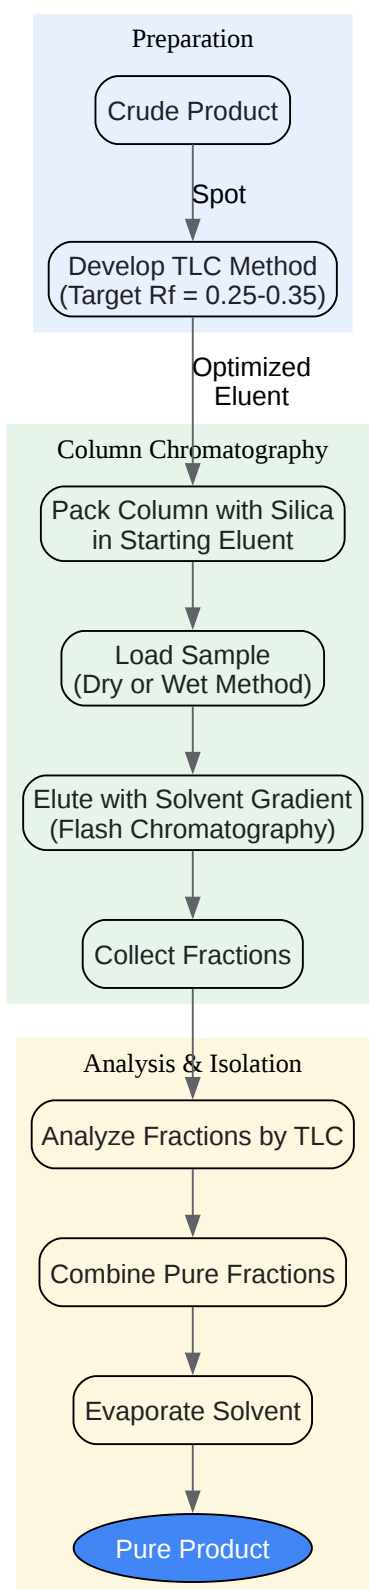 Preparation
Crude Product
Spot
Develop TLC Method
(Target Rf = 0.25-0.35)
Optimized
Eluent
Column Chromatography
Pack Column with Silica
in Starting Eluent
Load Sample
(Dry or Wet Method)
Elute with Solvent Gradient
(Flash Chromatography)
Collect Fractions
Analysis & Isolation
Analyze Fractions by TLC
Combine Pure Fractions
Evaporate Solvent
Pure Product